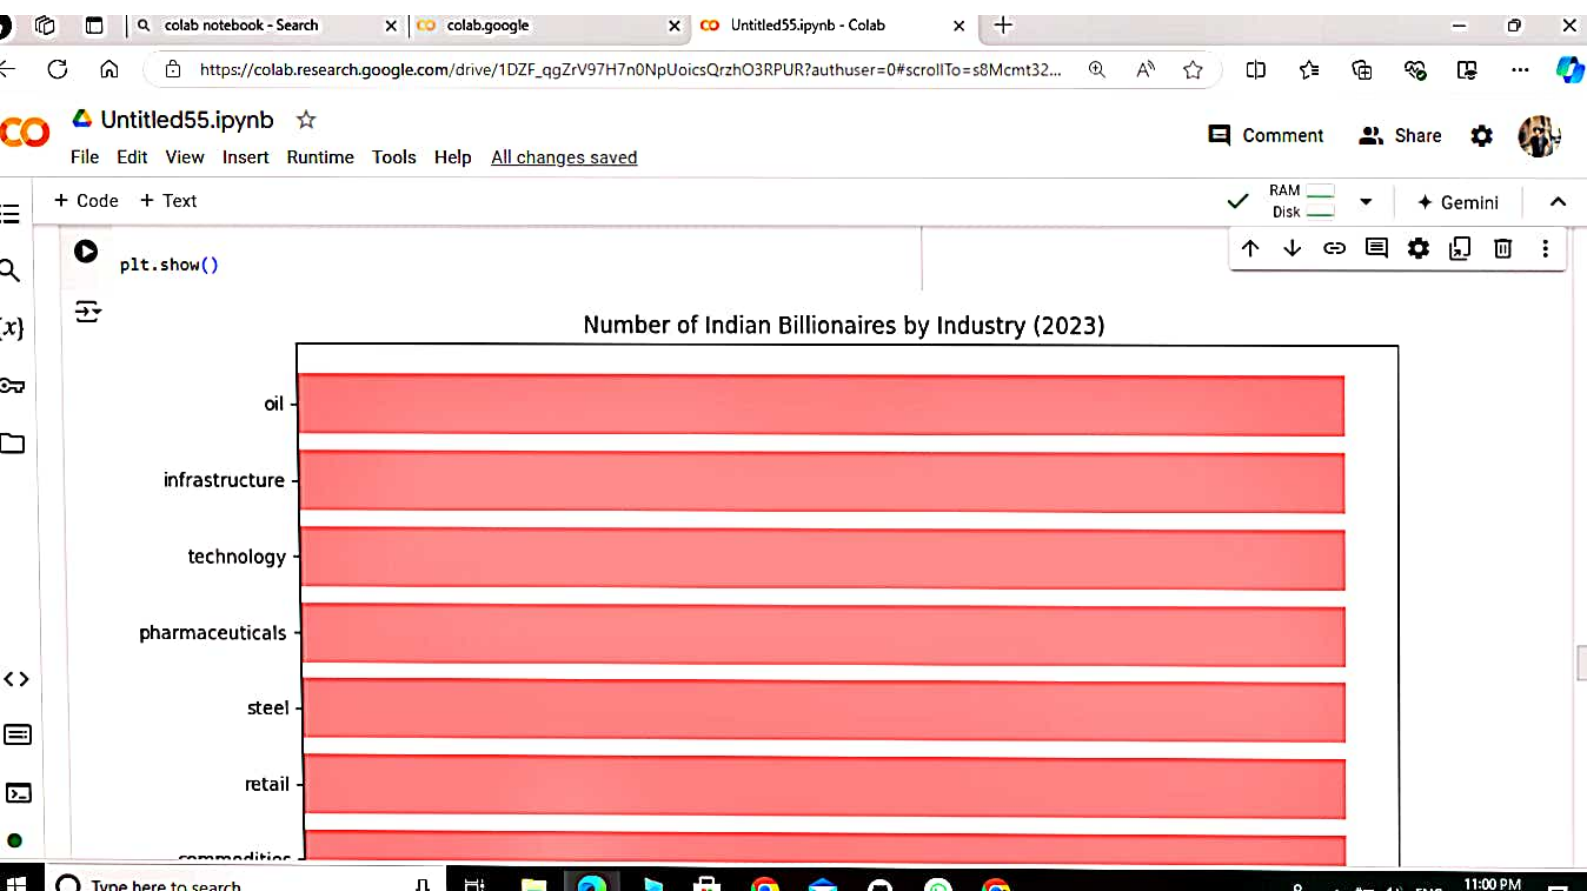 colab notebook - Search
colab.google
Untitled55.ipynb - Colab
https://colab.research.google.com/drive/1DZF_qgZrV97H7n0NpUoicsQrzhO3RPUR?authuser=0#scrollTo=s8Mcmt32...
Untitled55.ipynb
Comment
Share
File Edit View Insert Runtime Tools Help All changes saved
+ Code + Text
RAM
Disk
Gemini
plt.show()
Number of Indian Billionaires by Industry (2023)
oil
infrastructure
technology
pharmaceuticals
steel
retail
commodities
Type here to search
ENG
11:00 PM